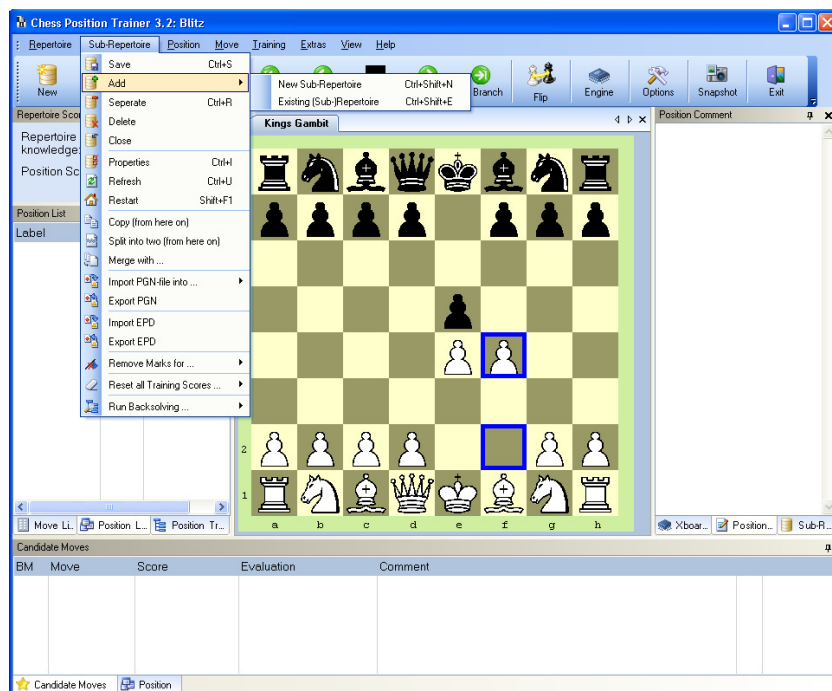 Chess Position Trainer 3.2: Blitz
Repertoire Sub-Repertoire Position Move Training Extras View Help
New Branch Flip Engine Options Snapshot Exit
Save Ctrl+S
Add
Seperate Ctrl+R
Delete
Close
Properties Ctrl+I
Refresh Ctrl+U
Restart Shift+F1
Copy (from here on)
Split into two (from here on)
Merge with ...
Import PGN-file into ...
Export PGN
Import EPD
Export EPD
Remove Marks for ...
Reset all Training Scores ...
Run Backsolving ...
New Sub-Repertoire Ctrl+Shift+N
Existing (Sub-)Repertoire Ctrl+Shift+E
Repertoire Scor
Repertoire
knowledge:
Position Sc
Position List
Label
Kings Gambit
2
1
a b c d e f g h
Position Comment
Move Li... Position L... Position Tr...
Xboar... Position... Sub-R...
Candidate Moves
BM Move Score Evaluation Comment
Candidate Moves Position